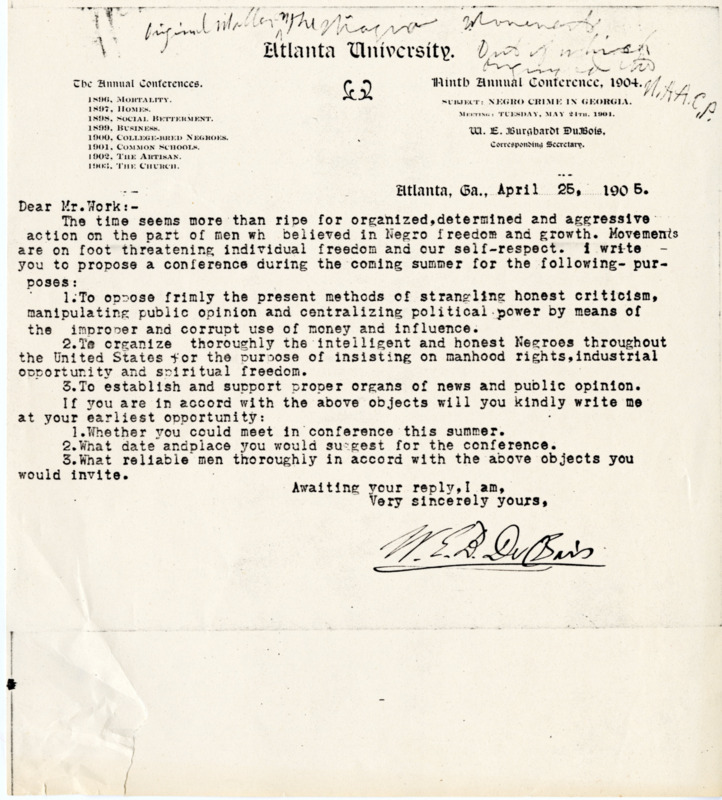 Original Matter of the Niagra Movement
Out of which
originated the
N.A.A.C.P.
Atlanta University.
The Annual Conferences.
1896, Mortality.
1897, Homes.
1898, Social Betterment.
1899, Business.
1900, College-Bred Negroes.
1901, Common Schools.
1902, The Artisan.
1903, The Church.
Ninth Annual Conference, 1904.
Subject: NEGRO CRIME IN GEORGIA.
Meeting: TUESDAY, MAY 24th, 1904.
W. E. Burghardt DuBois,
Corresponding Secretary.
Atlanta, Ga., April 25, 1905.
Dear Mr.Work:-
The time seems more than ripe for organized,determined and aggressive
action on the part of men wh believed in Negro freedom and growth. Movements
are on foot threatening individual freedom and our self-respect. i write -
you to propose a conference during the coming summer for the following- pur-
poses:
1.To oppose frimly the present methods of strangling honest criticism,
manipulating public opinion and centralizing political power by means of
the improper and corrupt use of money and influence.
2.To organize thoroughly the intelligent and honest Negroes throughout
the United States for the purpose of insisting on manhood rights,industrial
opportunity and spiritual freedom.
3.To establish and support proper organs of news and public opinion.
If you are in accord with the above objects will you kindly write me
at your earliest opportunity:
1.Whether you could meet in conference this summer.
2.What date andplace you would suggest for the conference.
3.What reliable men thoroughly in accord with the above objects you
would invite.
Awaiting your reply,I am,
Very sincerely yours,
W. E. B. Du Bois